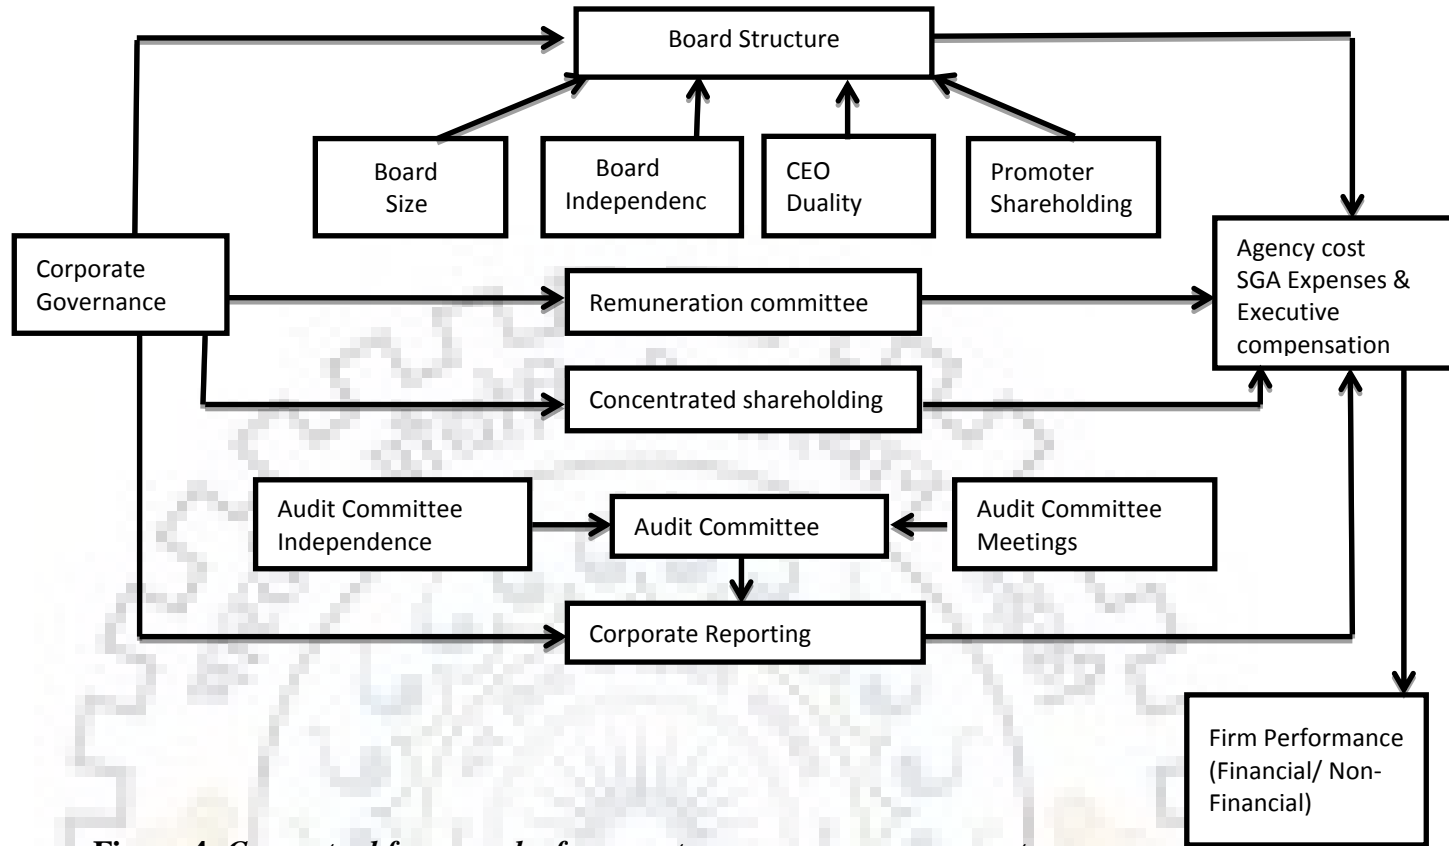 Board Structure
Board
Size
Board
Independenc
CEO
Duality
Promoter
Shareholding
Corporate
Governance
Remuneration committee
Agency cost
SGA Expenses &
Executive
compensation
Concentrated shareholding
Audit Committee
Independence
Audit Committee
Audit Committee
Meetings
Corporate Reporting
Firm Performance
(Financial/ Non-
Financial)